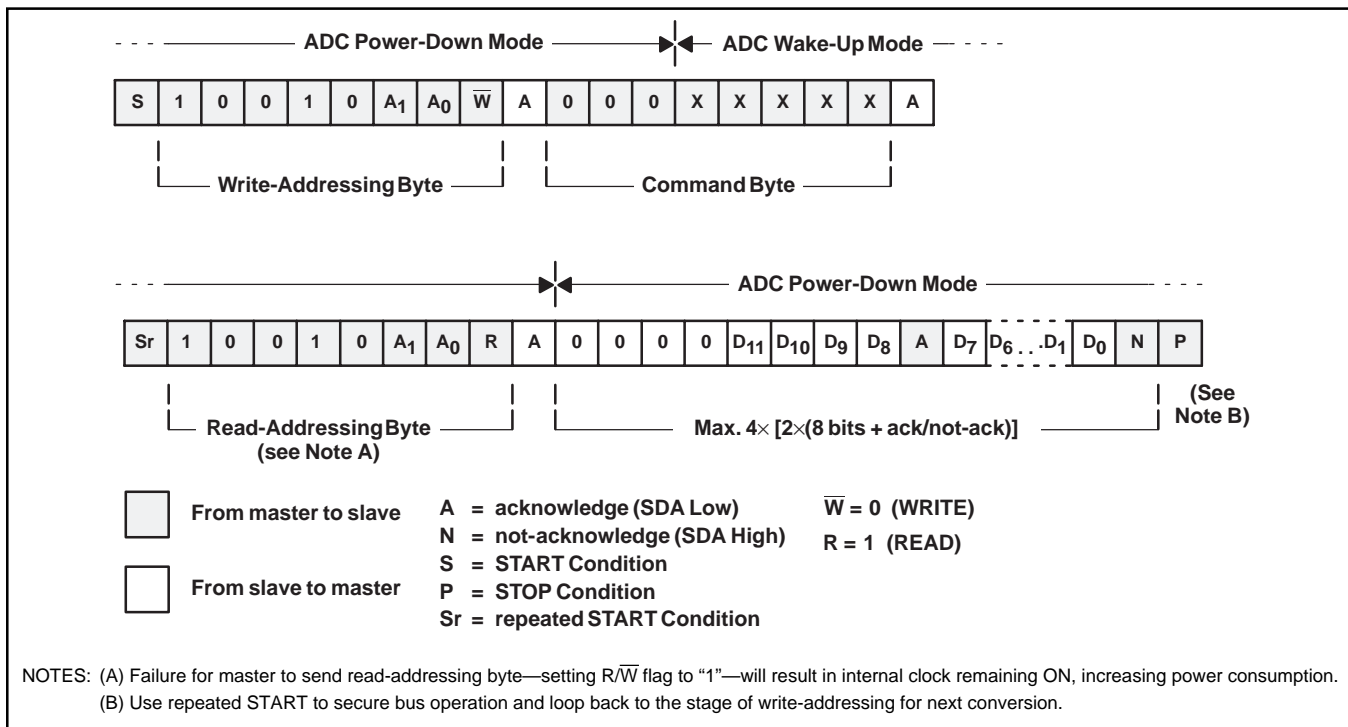 ADC Power-Down Mode ADC Wake-Up Mode
S 1 0 0 1 0 A1 A0 W̅ A 0 0 0 X X X X X A
Write-Addressing Byte Command Byte
ADC Power-Down Mode
Sr 1 0 0 1 0 A1 A0 R A 0 0 0 0 D11 D10 D9 D8 A D7 D6 . . .D1 D0 N P
Read-Addressing Byte Max. 4× [2×(8 bits + ack/not-ack)] (See
(see Note A) Note B)
From master to slave A = acknowledge (SDA Low) W̅ = 0 (WRITE)
N = not-acknowledge (SDA High) R = 1 (READ)
S = START Condition
From slave to master P = STOP Condition
Sr = repeated START Condition
NOTES: (A) Failure for master to send read-addressing byte—setting R/W̅ flag to “1”—will result in internal clock remaining ON, increasing power consumption.
(B) Use repeated START to secure bus operation and loop back to the stage of write-addressing for next conversion.